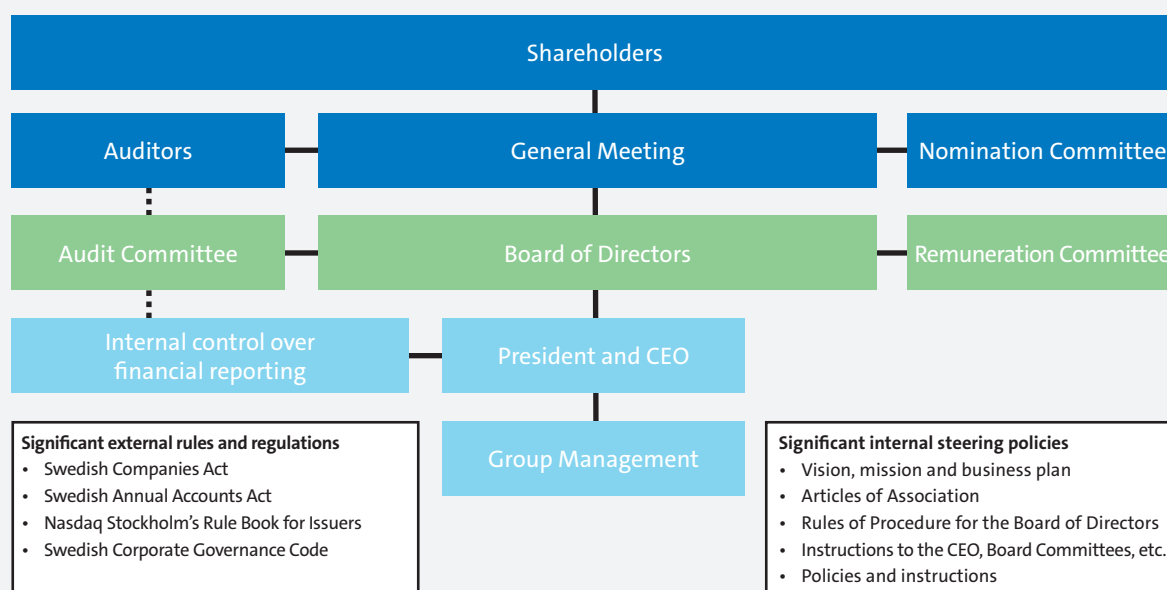 Shareholders
Auditors
General Meeting
Nomination Committee
Audit Committee
Board of Directors
Remuneration Committee
Internal control over
financial reporting
President and CEO
Group Management
Significant external rules and regulations
• Swedish Companies Act
• Swedish Annual Accounts Act
• Nasdaq Stockholm’s Rule Book for Issuers
• Swedish Corporate Governance Code
Significant internal steering policies
• Vision, mission and business plan
• Articles of Association
• Rules of Procedure for the Board of Directors
• Instructions to the CEO, Board Committees, etc.
• Policies and instructions